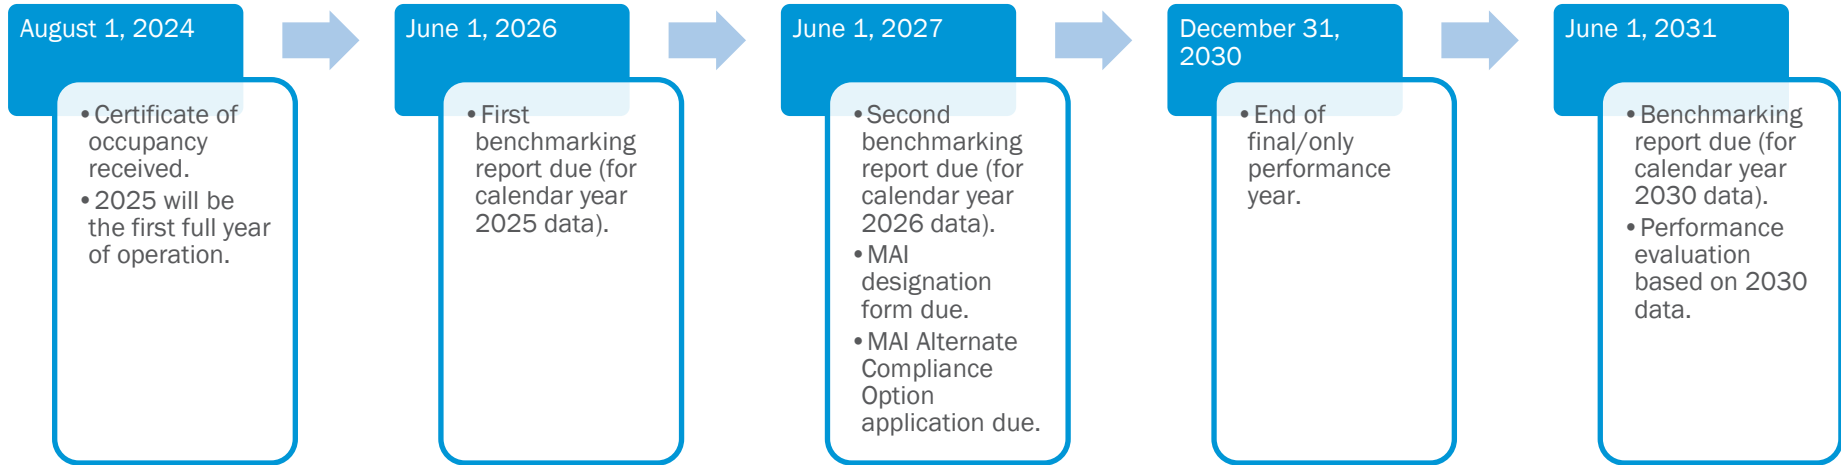 August 1, 2024
•Certificate of
occupancy
received.
•2025 will be
the first full year
of operation.
June 1, 2026
•First
benchmarking
report due (for
calendar year
2025 data).
June 1, 2027
•Second
benchmarking
report due (for
calendar year
2026 data).
•MAI
designation
form due.
•MAI Alternate
Compliance
Option
application due.
December 31,
2030
•End of
final/only
performance
year.
June 1, 2031
•Benchmarking
report due (for
calendar year
2030 data).
•Performance
evaluation
based on 2030
data.